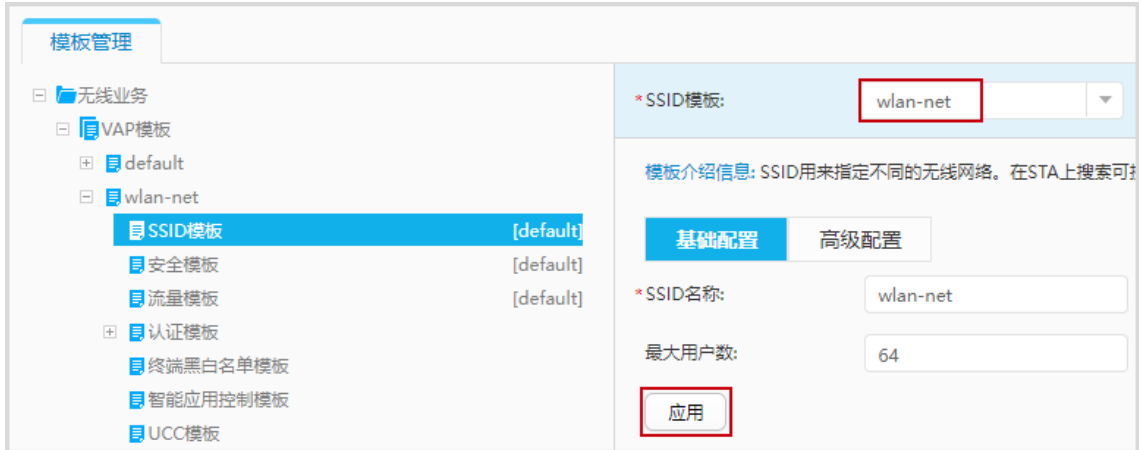 模板管理
无线业务
VAP模板
default
wlan-net
SSID模板 [default]
安全模板 [default]
流量模板 [default]
认证模板
终端黑白名单模板
智能应用控制模板
UCC模板
*SSID模板: wlan-net
模板介绍信息: SSID用来指定不同的无线网络。在STA上搜索可
基础配置 高级配置
*SSID名称: wlan-net
最大用户数: 64
应用